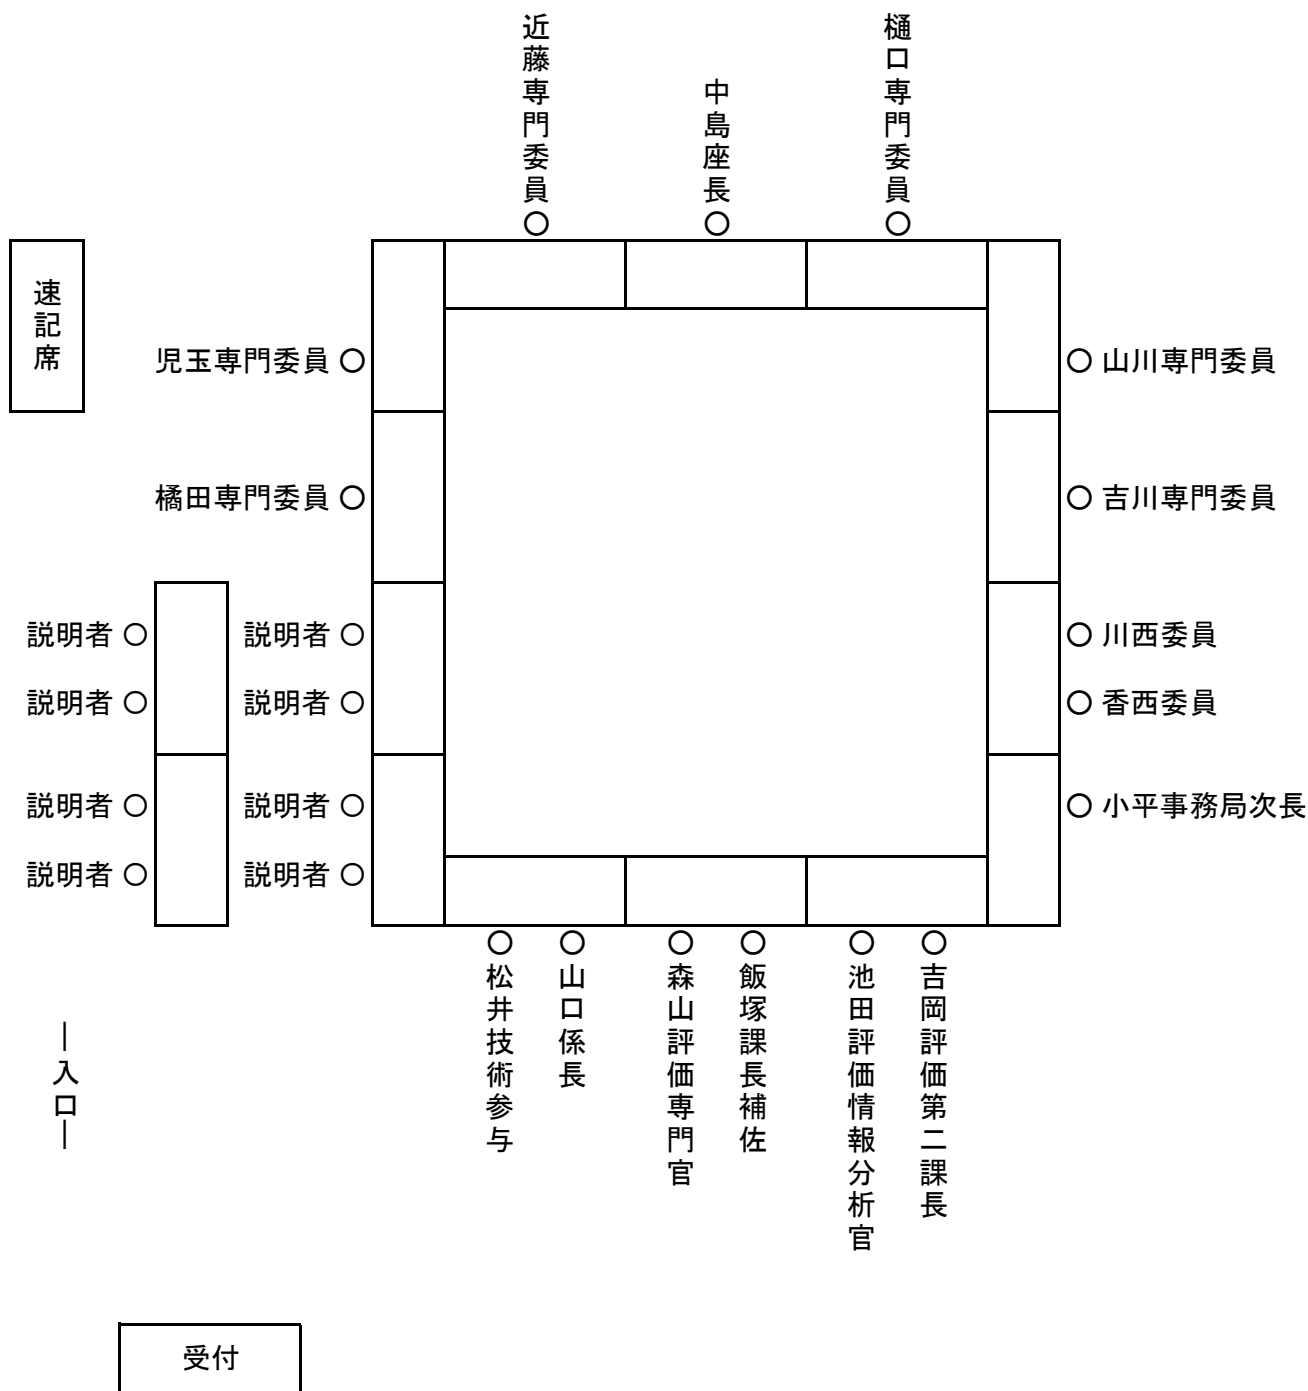 近藤専門委員○
中島座長○
樋口専門委員○
速記席
児玉専門委員○
○山川専門委員
橘田専門委員○
○吉川専門委員
説明者○
説明者○
○川西委員
説明者○
説明者○
○香西委員
説明者○
説明者○
○小平事務局次長
説明者○
説明者○
○松井技術参与
○山口係長
○森山評価専門官
○飯塚課長補佐
○池田評価情報分析官
○吉岡評価第二課長
―入口―
受付